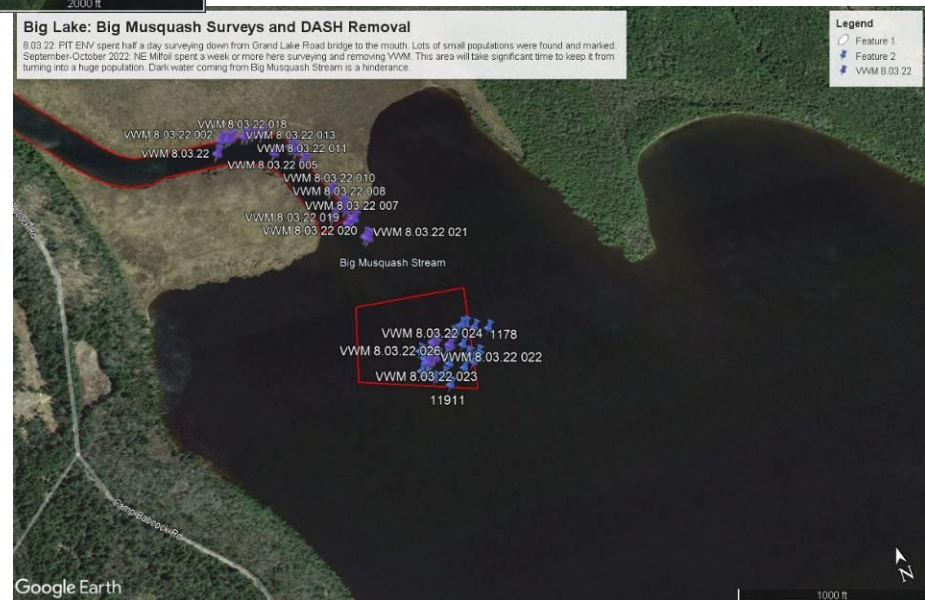 2000 ft
Big Lake: Big Musquash Surveys and DASH Removal
8.03.22: PIT ENV spent half a day surveying down from Grand Lake Road bridge to the mouth. Lots of small populations were found and marked.
September-October 2022: NE Milfoil spent a week or more here surveying and removing VWM. This area will take significant time to keep it from
turning into a huge population. Dark water coming from Big Musquash Stream is a hinderance.
Legend
Feature 1
Feature 2
VWM 8.03.22
VWM 8.03.22 018
VWM 8.03.22 002
VWM 8.03.22 013
VWM 8.03.22
VWM 8.03.22 011
VWM 8.03.22 005
VWM 8.03.22 010
VWM 8.03.22 008
VWM 8.03.22 007
VWM 8.03.22 019
VWM 8.03.22 020
VWM 8.03.22 021
Big Musquash Stream
VWM 8.03.22 024
1178
VWM 8.03.22 026
VWM 8.03.22 022
VWM 8.03.22 023
11911
Camp Babcock Rd
Google Earth
N
1000 ft